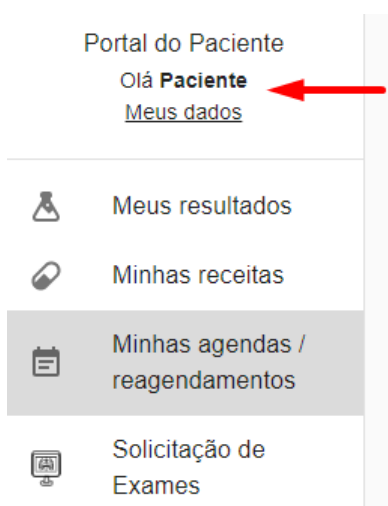 Portal do Paciente
Olá Paciente
Meus dados
Meus resultados
Minhas receitas
Minhas agendas /
reagendamentos
Solicitação de
Exames